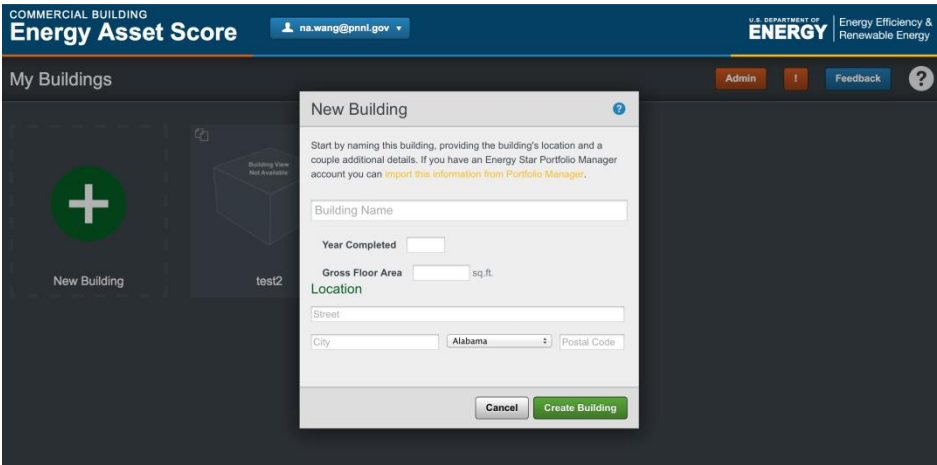 COMMERCIAL BUILDING
Energy Asset Score
na.wang@pnnl.gov
U.S. DEPARTMENT OF
ENERGY
Energy Efficiency &
Renewable Energy
My Buildings
Admin
!
Feedback
?
New Building
?
Start by naming this building, providing the building's location and a
couple additional details. If you have an Energy Star Portfolio Manager
account you can import this information from Portfolio Manager.
Building Name
Year Completed
Gross Floor Area sq.ft.
Location
Street
City Alabama Postal Code
Cancel Create Building
Building View
Not Available
New Building
test2